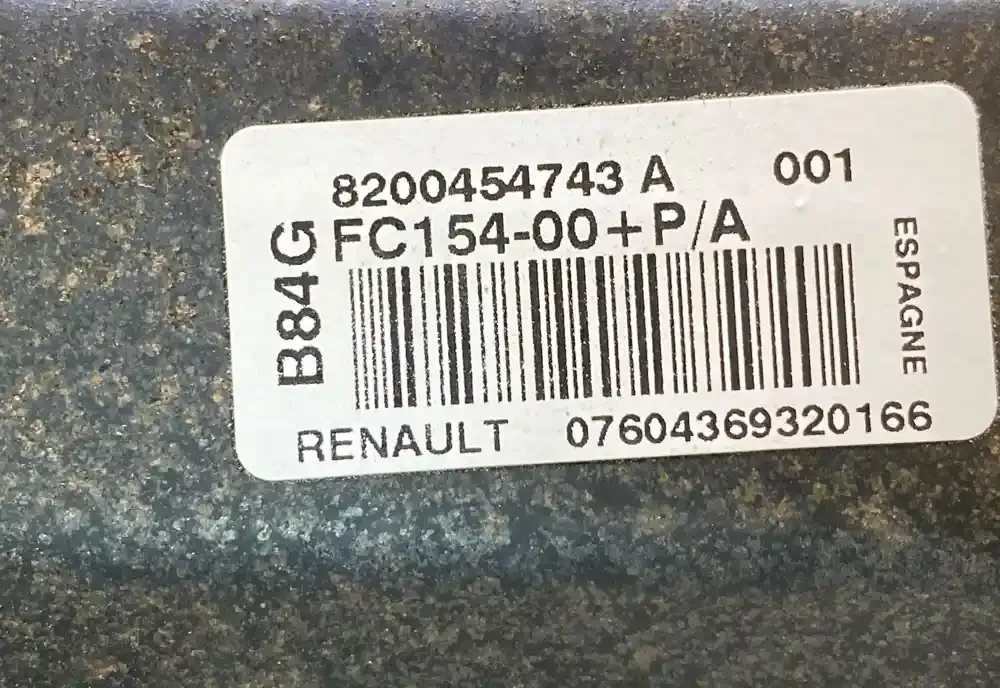 8200454743 A 001
FC154-00+P/A
B84G
ESPAGNE
RENAULT 07604369320166